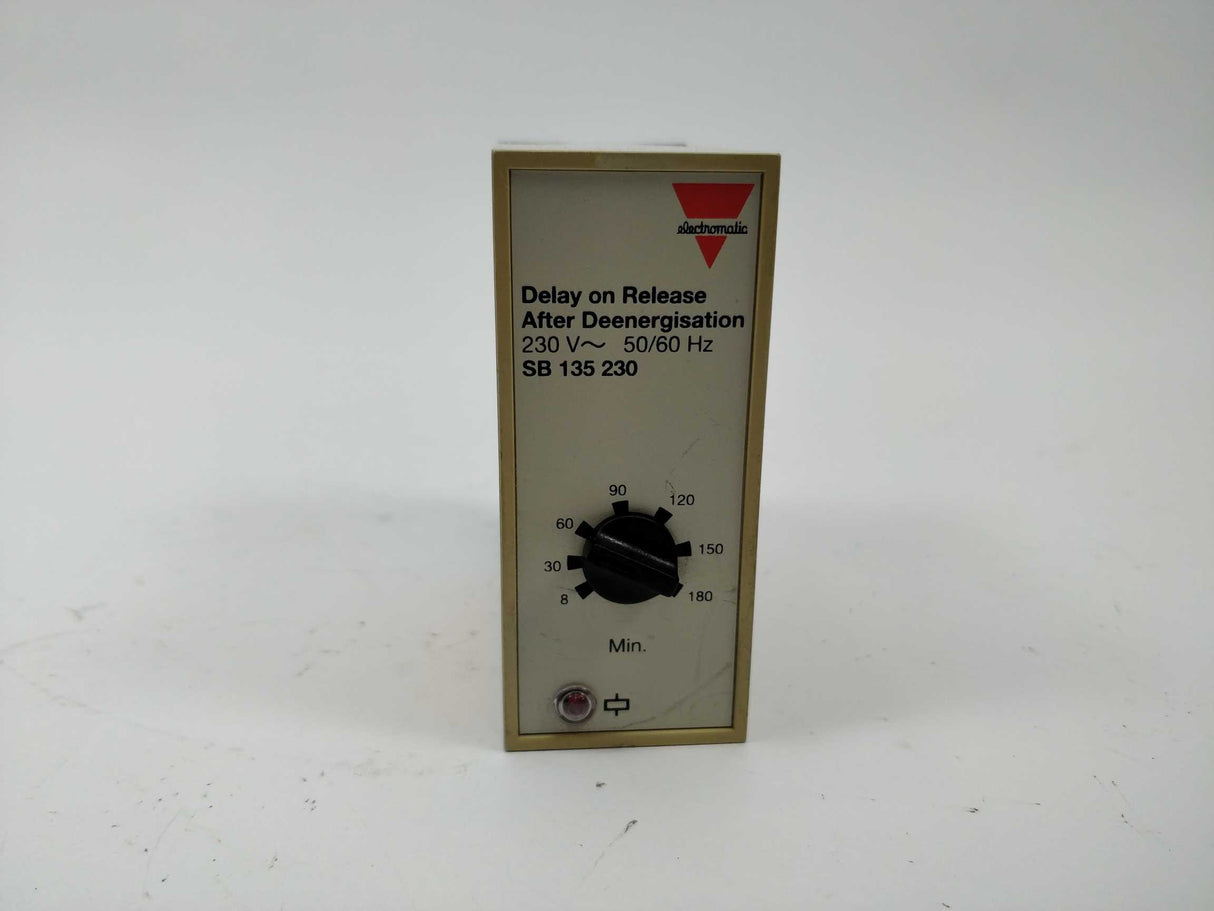 electromatic
Delay on Release
After Deenergisation
230 V~ 50/60 Hz
SB 135 230
90
120
60
150
30
180
8
Min.